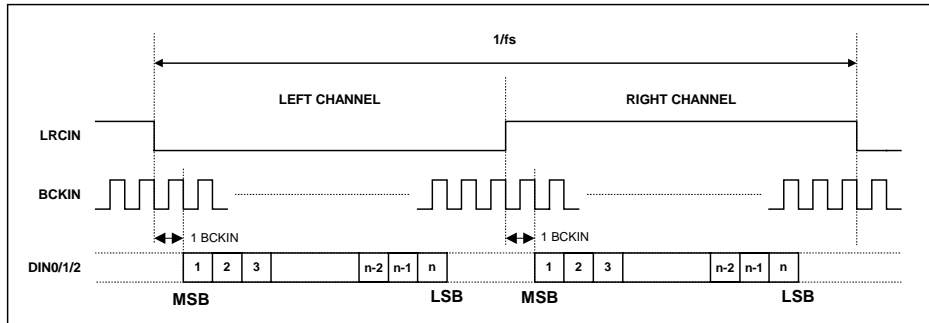 1/fs
LEFT CHANNEL RIGHT CHANNEL
LRCIN
BCKIN
1 BCKIN 1 BCKIN
DIN0/1/2 1 2 3 n-2 n-1 n 1 2 3 n-2 n-1 n
MSB LSB MSB LSB